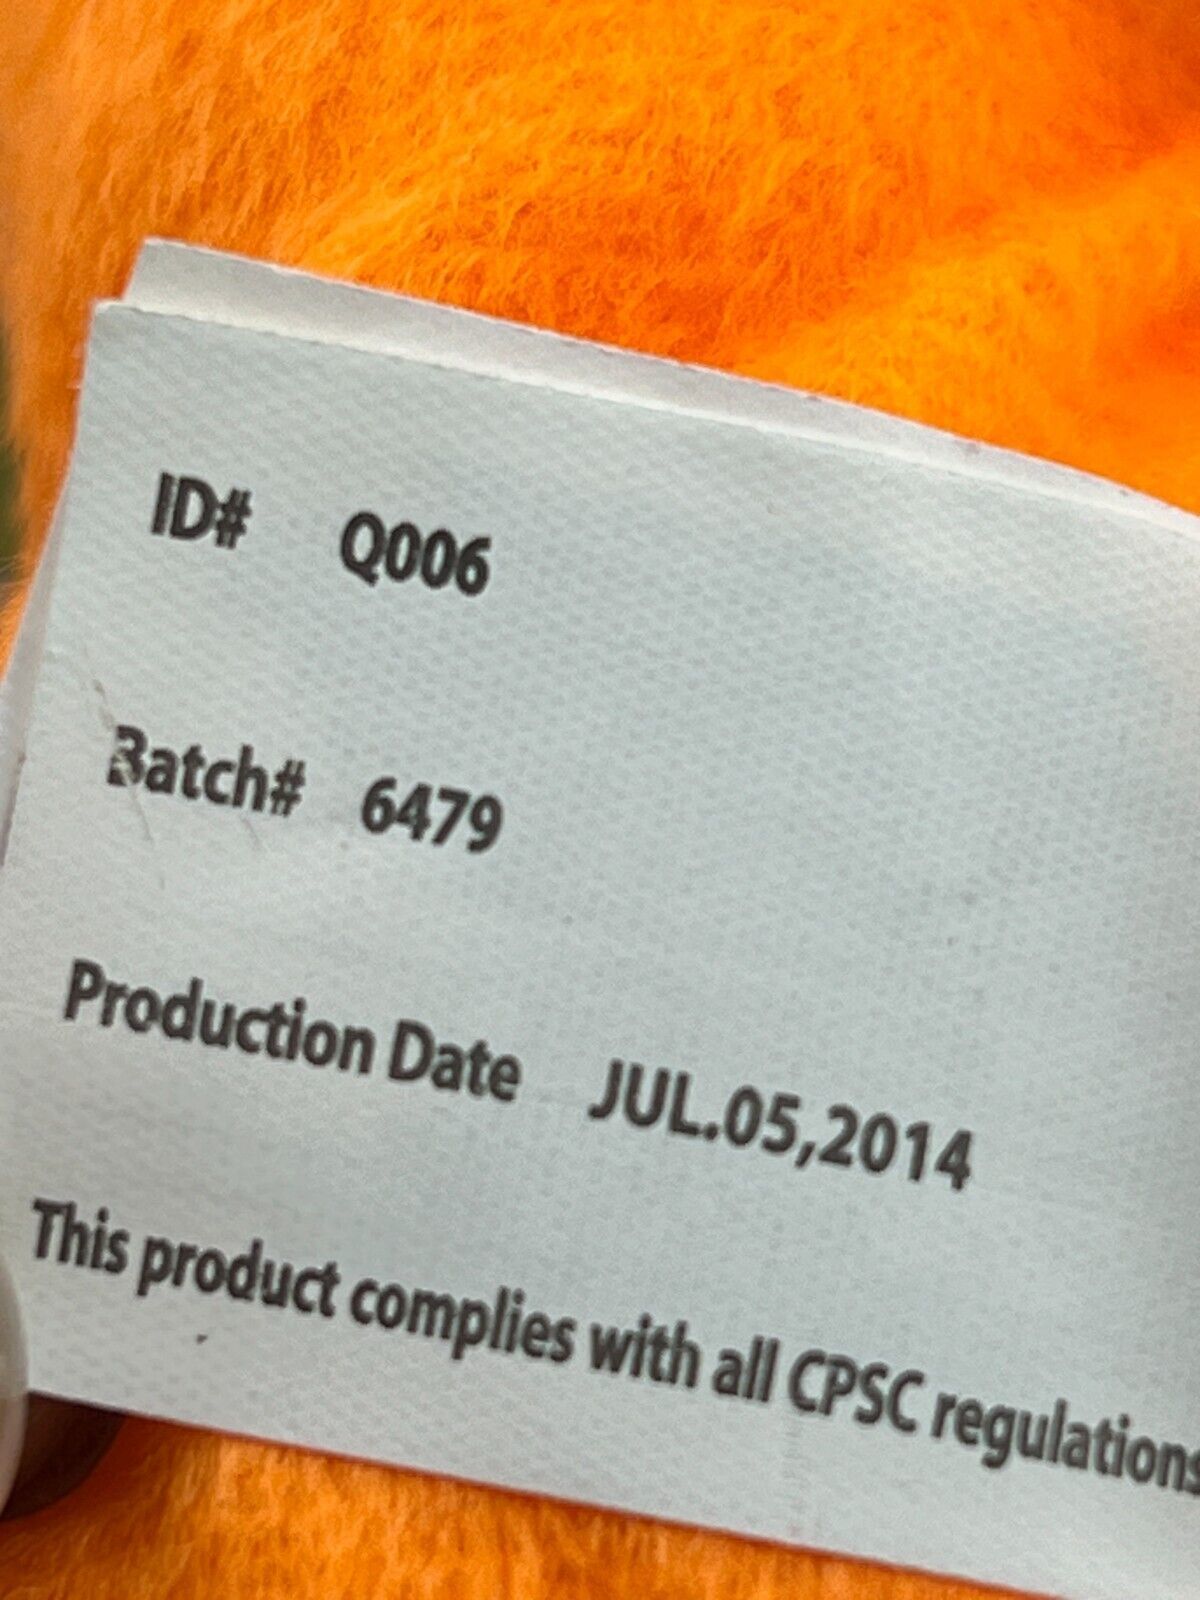 ID# Q006
Batch# 6479
Production Date JUL.05,2014
This product complies with all CPSC regulations